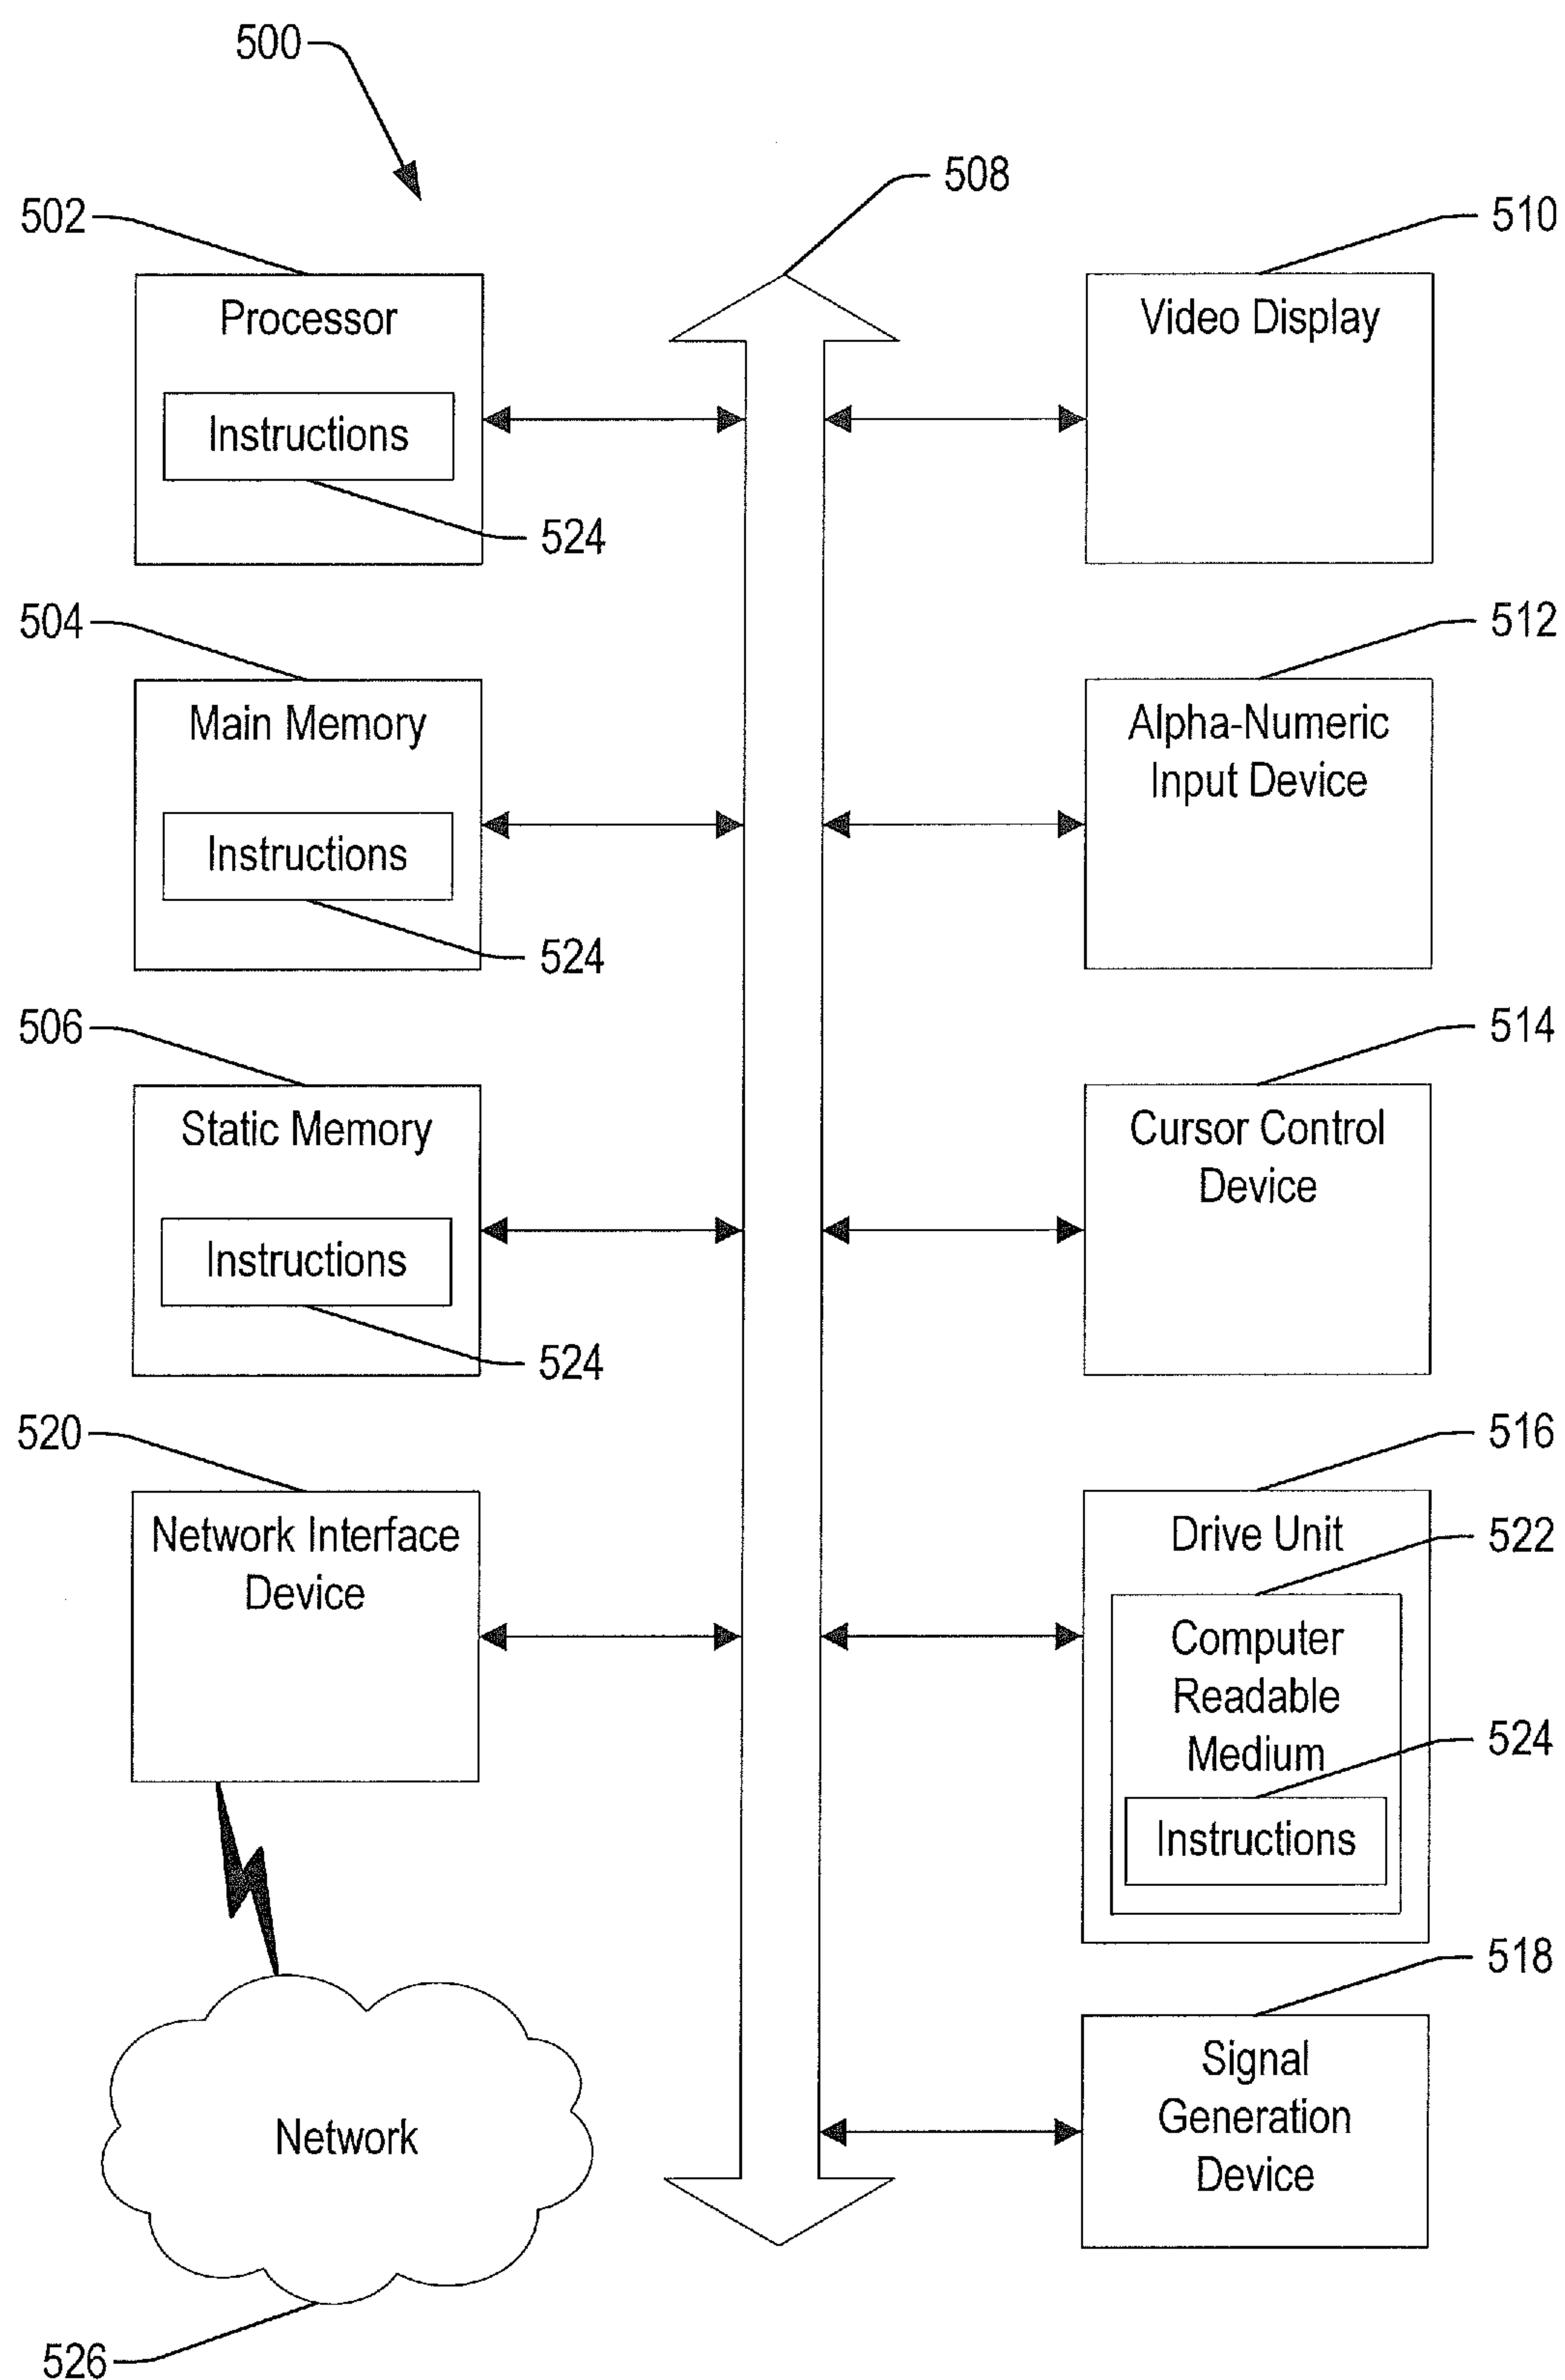 500
508
502
510
Processor
Instructions
524
Video Display
504
512
Main Memory
Instructions
524
Alpha-Numeric
Input Device
506
514
Static Memory
Instructions
524
Cursor Control
Device
520
516
Network Interface
Device
Drive Unit
522
Computer
Readable
Medium
524
Instructions
518
Signal
Generation
Device
Network
526